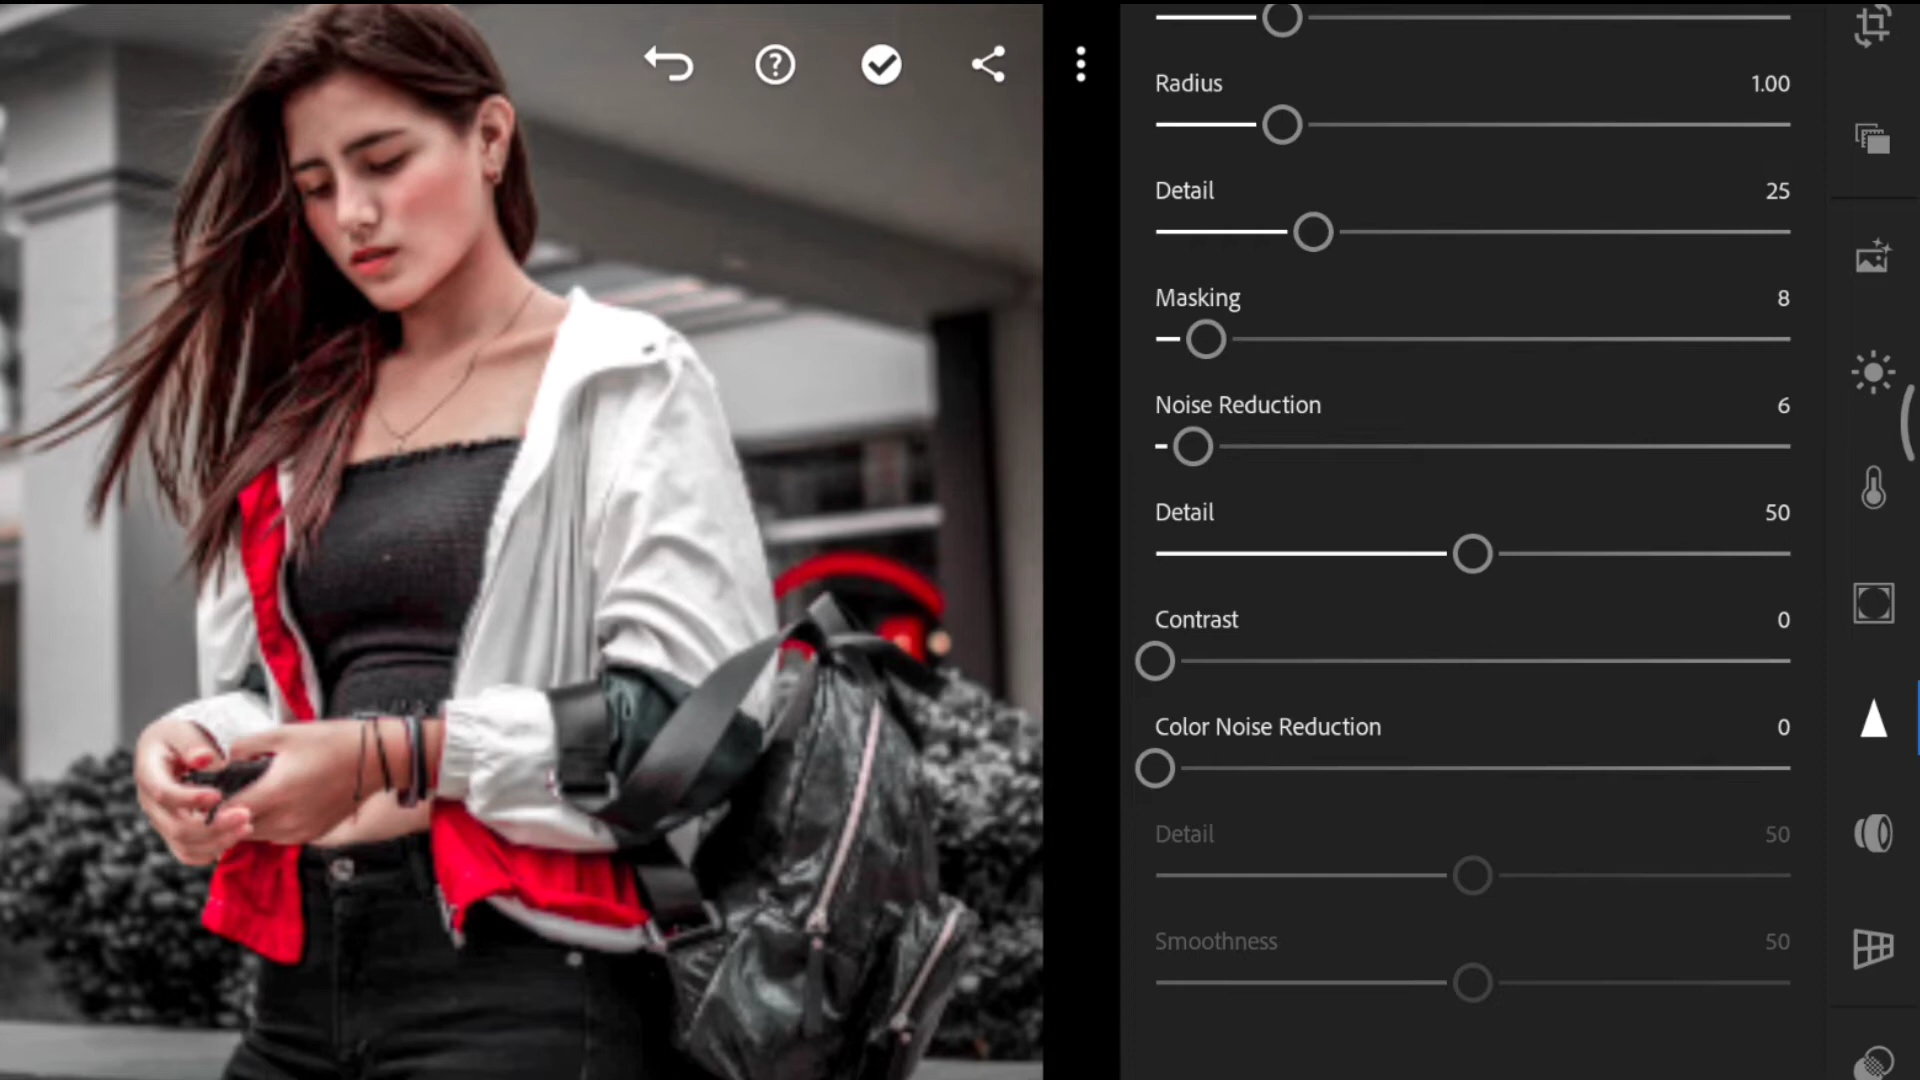 Radius 1.00
Detail 25
Masking 8
Noise Reduction 6
Detail 50
Contrast 0
Color Noise Reduction 0
Detail 50
Smoothness 50